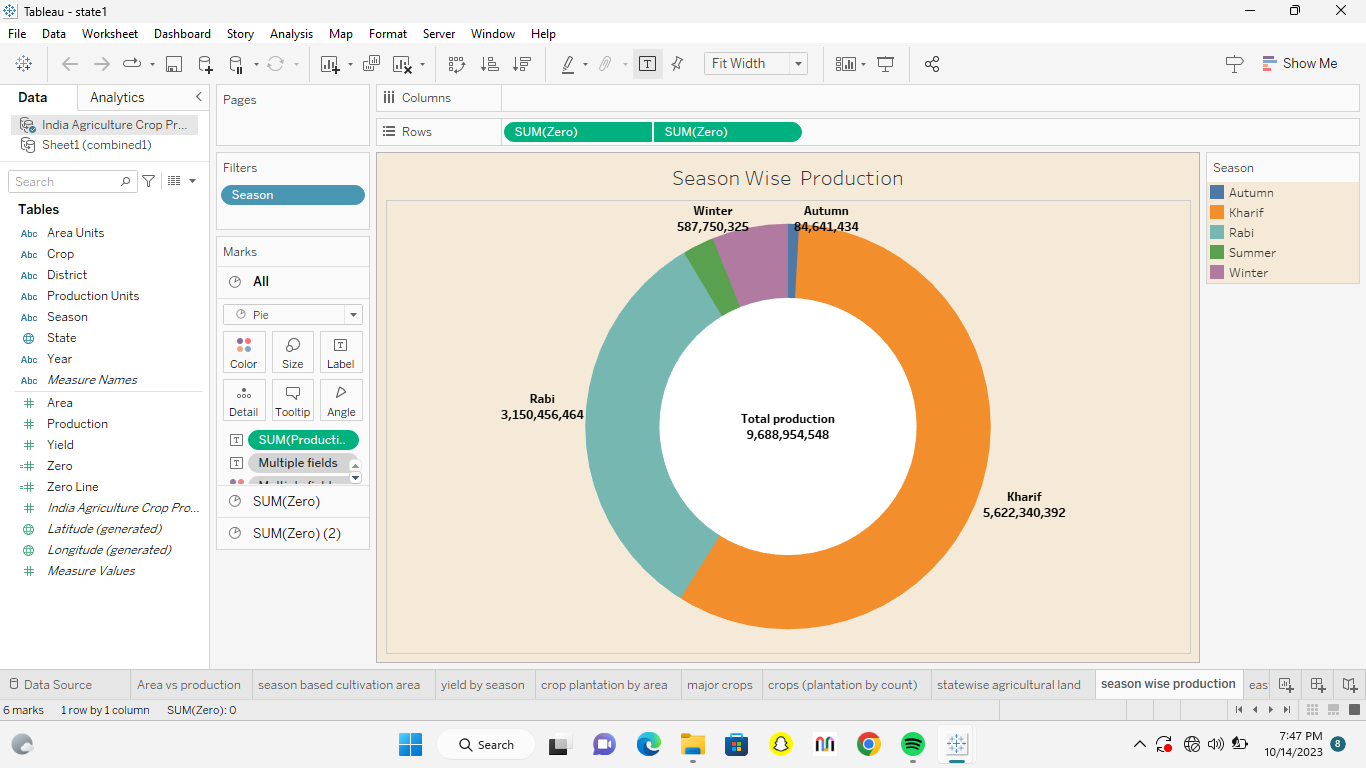 Tableau - state1
File Data Worksheet Dashboard Story Analysis Map Format Server Window Help
Fit Width
Show Me
Data Analytics
India Agriculture Crop Pr...
Sheet1 (combined1)
Search
Tables
Abc Area Units
Abc Crop
Abc District
Abc Production Units
Abc Season
State
Abc Year
Abc Measure Names
# Area
# Production
# Yield
=# Zero
=# Zero Line
# India Agriculture Crop Pro...
Latitude (generated)
Longitude (generated)
# Measure Values
Pages
Filters
Season
Marks
All
Pie
Color Size Label
Detail Tooltip Angle
SUM(Producti..
Multiple fields
SUM(Zero)
SUM(Zero) (2)
Columns
Rows SUM(Zero) SUM(Zero)
Season Wise Production
Winter
587,750,325
Autumn
84,641,434
Rabi
3,150,456,464
Total production
9,688,954,548
Kharif
5,622,340,392
Season
Autumn
Kharif
Rabi
Summer
Winter
Data Source Area vs production season based cultivation area yield by season crop plantation by area major crops crops (plantation by count) statewise agricultural land season wise production eas
6 marks 1 row by 1 column SUM(Zero): 0
Search
7:47 PM
10/14/2023
8